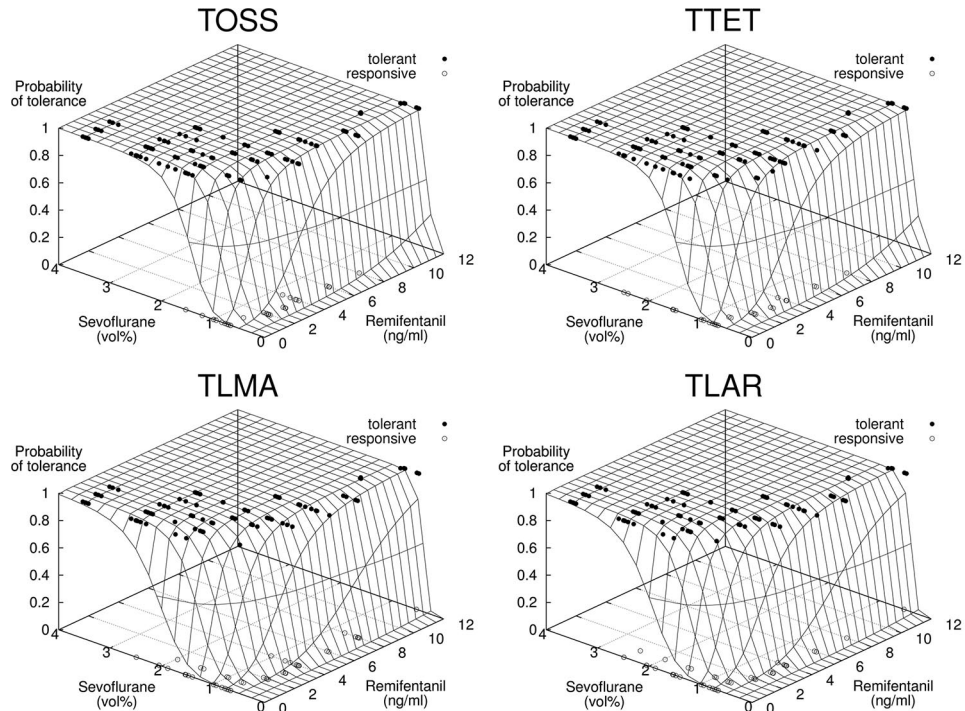 TOSS
tolerant
responsive
Probability
of tolerance
1
0.8
0.6
0.4
0.2
0
4
3
2
1
0
Sevoflurane
(vol%)
0
2
4
6
8
10
12
Remifentanil
(ng/ml)
TTET
tolerant
responsive
Probability
of tolerance
1
0.8
0.6
0.4
0.2
0
4
3
2
1
0
Sevoflurane
(vol%)
0
2
4
6
8
10
12
Remifentanil
(ng/ml)
TLMA
tolerant
responsive
Probability
of tolerance
1
0.8
0.6
0.4
0.2
0
4
3
2
1
0
Sevoflurane
(vol%)
0
2
4
6
8
10
12
Remifentanil
(ng/ml)
TLAR
tolerant
responsive
Probability
of tolerance
1
0.8
0.6
0.4
0.2
0
4
3
2
1
0
Sevoflurane
(vol%)
0
2
4
6
8
10
12
Remifentanil
(ng/ml)